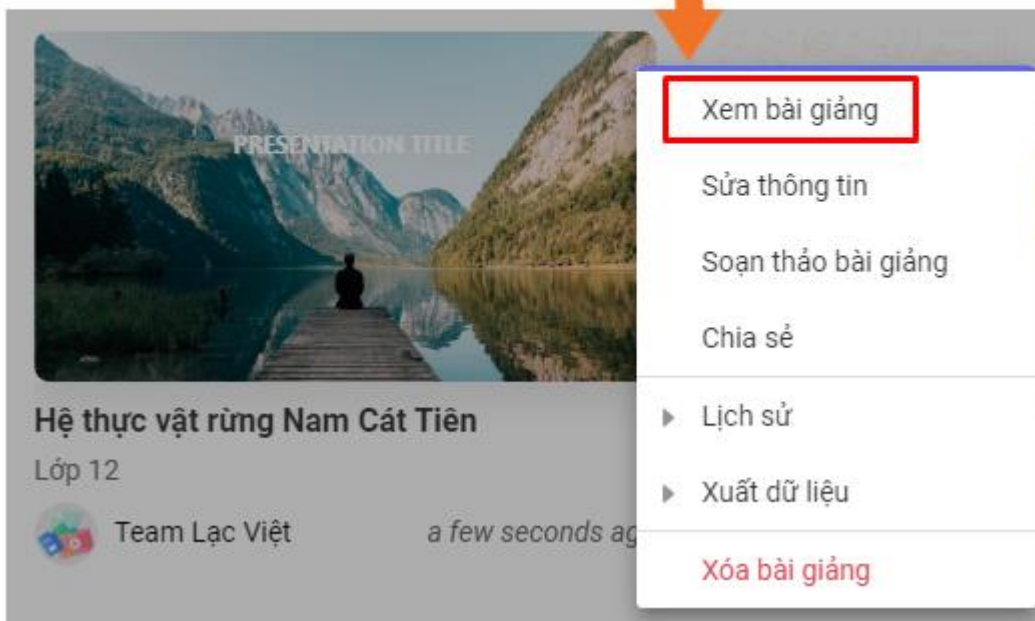 PRESENTATION TITLE
Hệ thực vật rừng Nam Cát Tiên
Lớp 12
Team Lạc Việt
a few seconds ag
Xem bài giảng
Sửa thông tin
Soạn thảo bài giảng
Chia sẻ
Lịch sử
Xuất dữ liệu
Xóa bài giảng